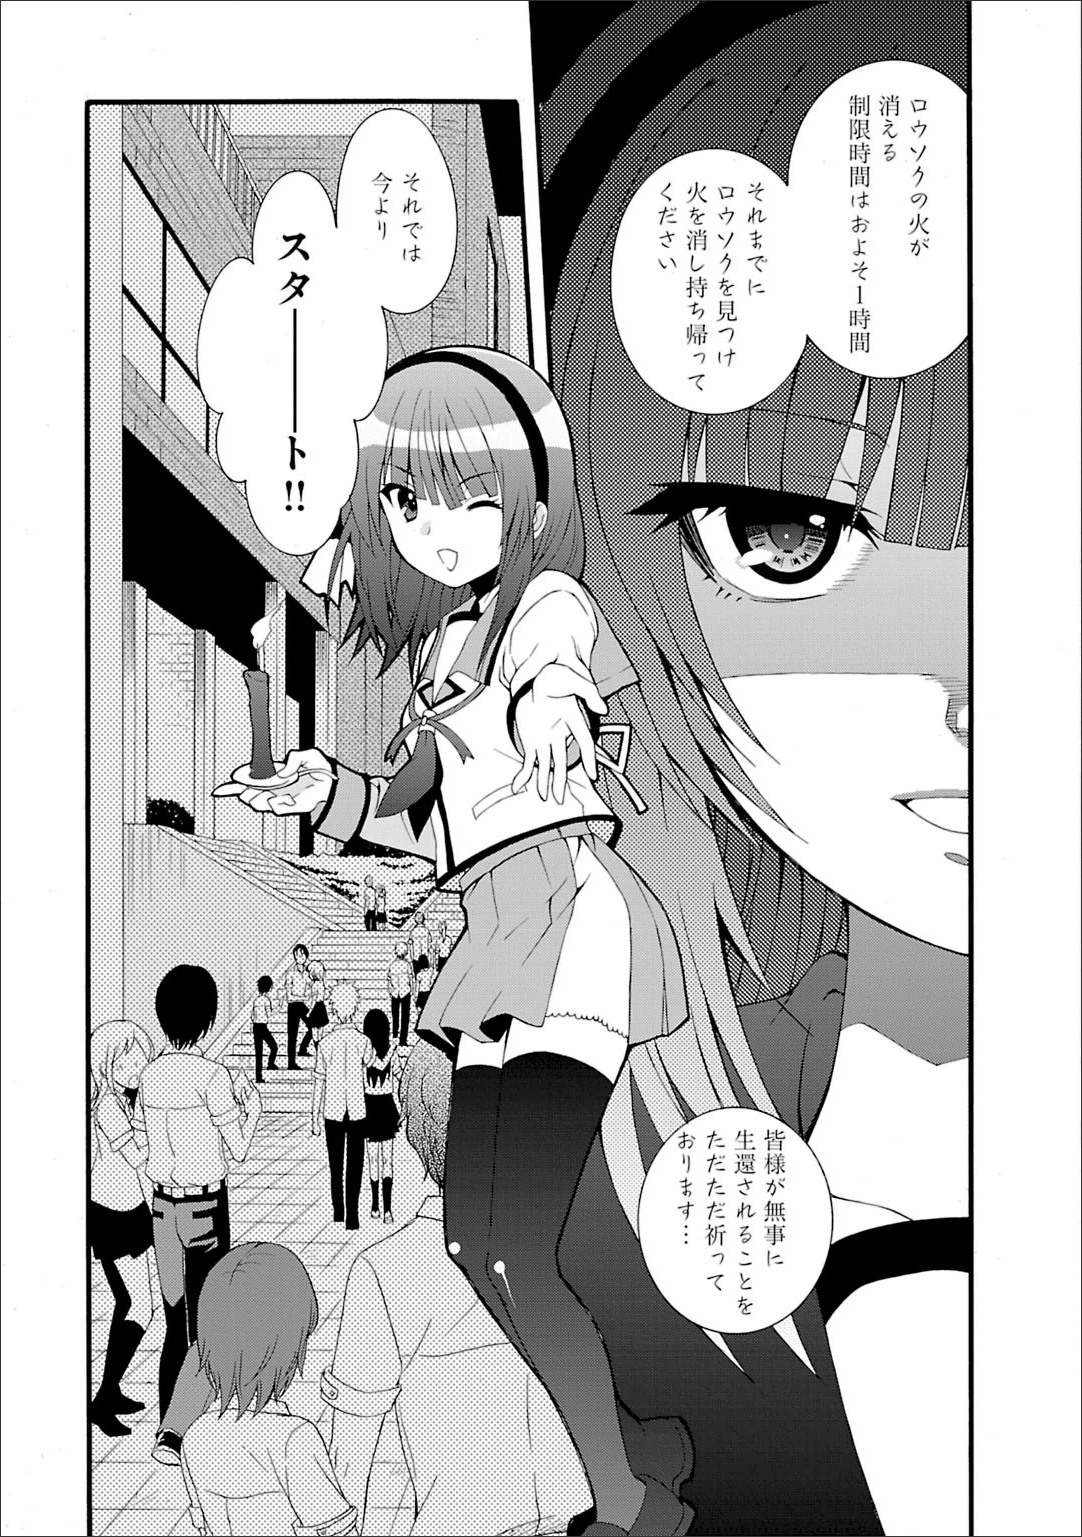 ロウソクの火が
消える
制限時間はおよそ1時間
それまでに
ロウソクを見つけ
火を消し持ち帰って
ください
皆様が無事に
生還されることを
ただただ祈って
おります…
それでは
今より
スタ――ト!!